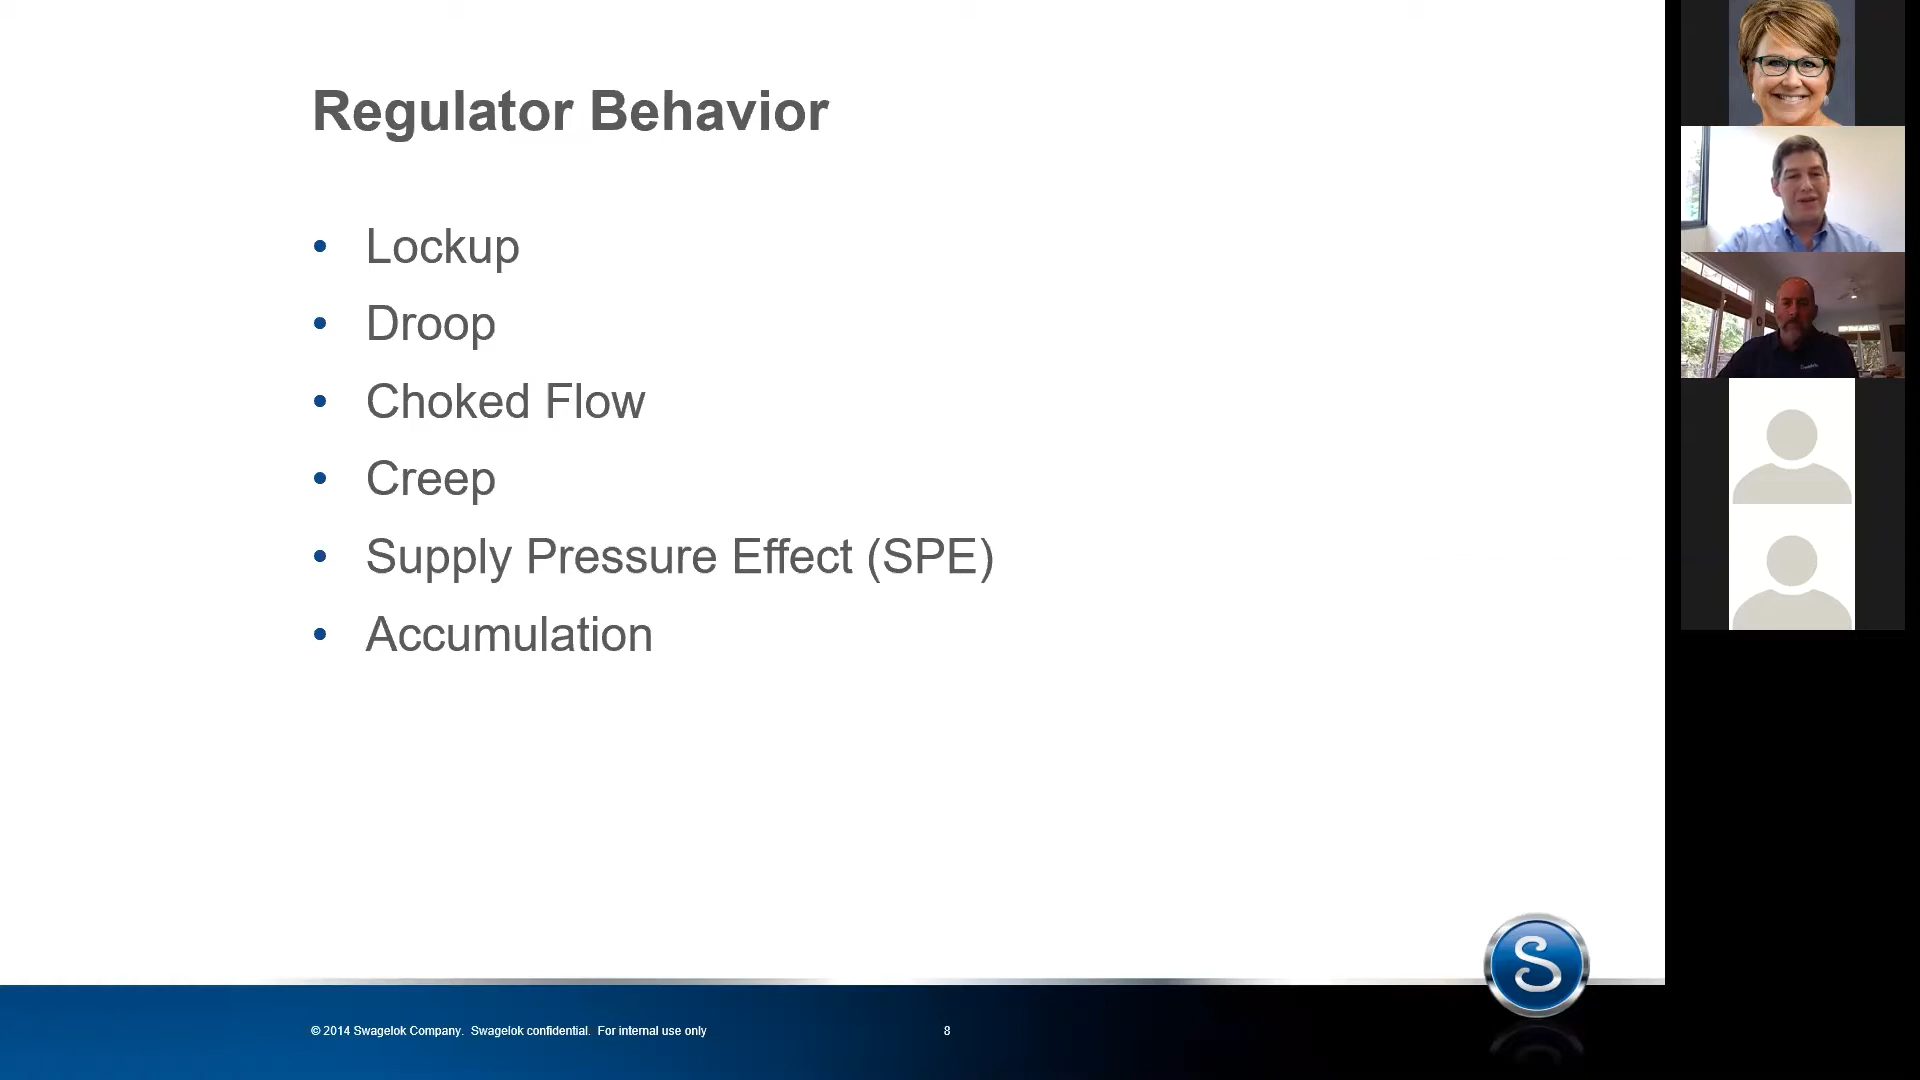 Regulator Behavior
• Lockup
• Droop
• Choked Flow
• Creep
• Supply Pressure Effect (SPE)
• Accumulation
© 2014 Swagelok Company. Swagelok confidential. For internal use only
8
S